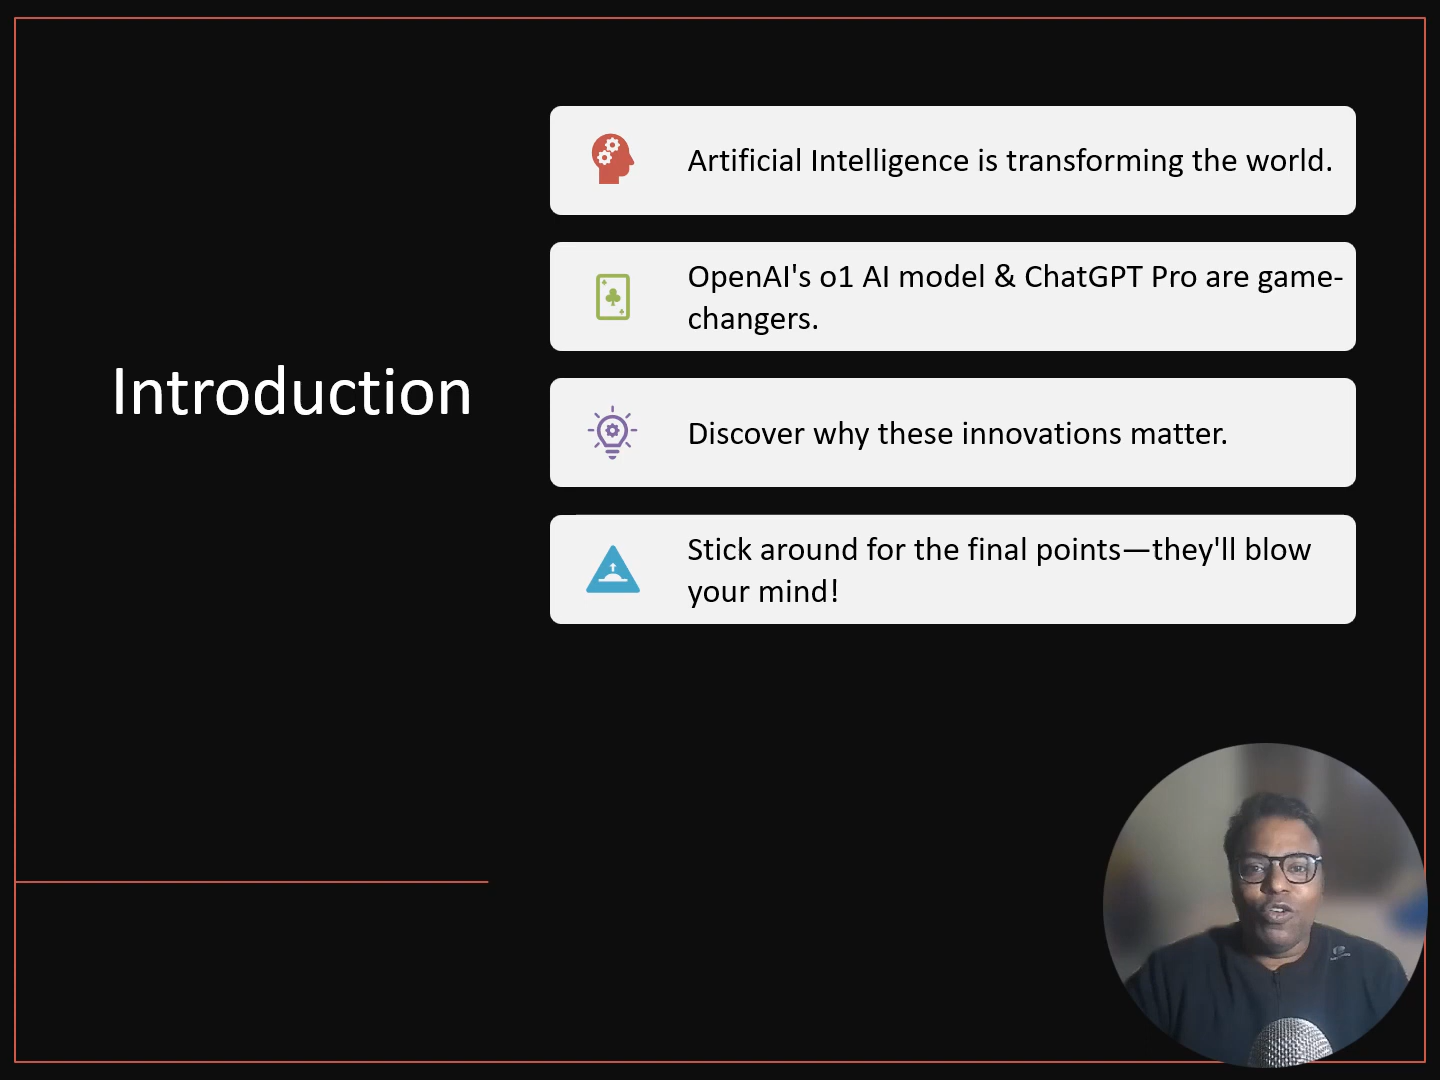 Introduction
Artificial Intelligence is transforming the world.
OpenAI's o1 AI model & ChatGPT Pro are game-
changers.
Discover why these innovations matter.
Stick around for the final points—they'll blow
your mind!